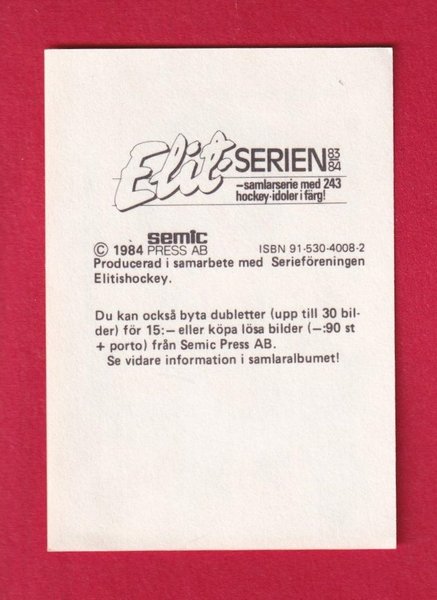 Elit-SERIEN 83 84
–samlarserie med 243
hockey-idoler i färg!
© 1984 semic PRESS AB ISBN 91-530-4008-2
Producerad i samarbete med Serieföreningen
Elitishockey.
Du kan också byta dubletter (upp till 30 bil-
der) för 15:– eller köpa lösa bilder (–:90 st
+ porto) från Semic Press AB.
Se vidare information i samlaralbumet!